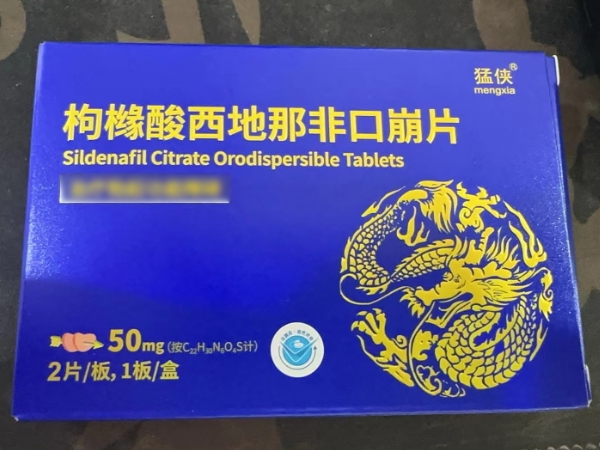 猛侠®
mengxia
枸橼酸西地那非口崩片
Sildenafil Citrate Orodispersible Tablets
50mg (按C₂₂H₃₀N₆O₄S计)
2片/板,1板/盒